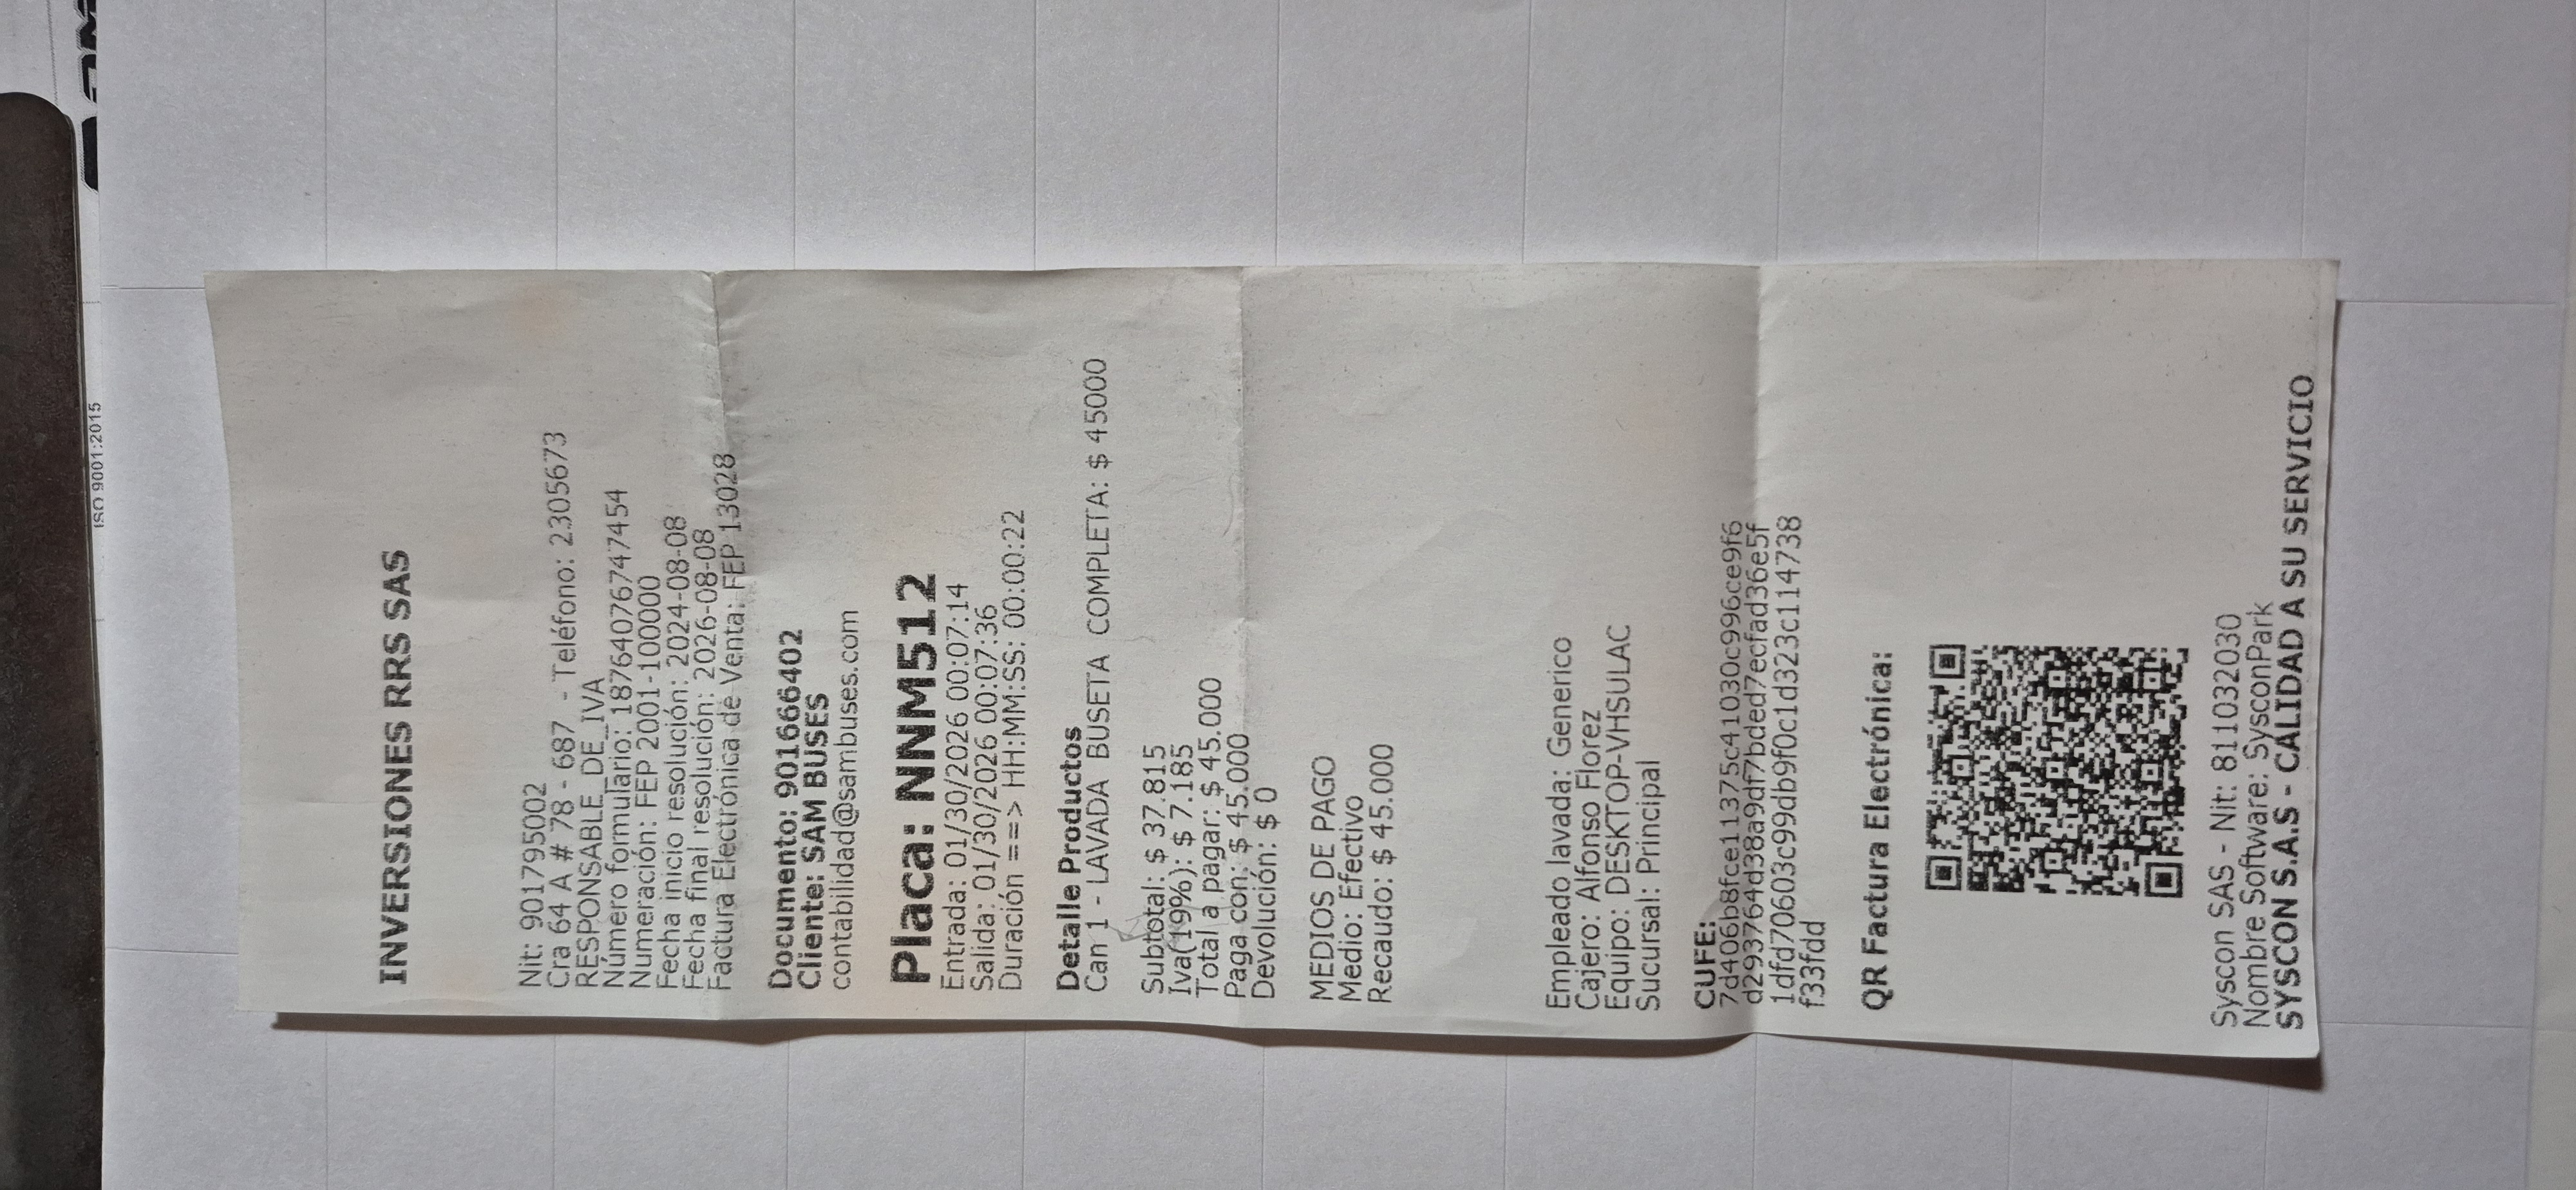 ISO 9001:2015
INVERSIONES RRS SAS
Nit: 901795002
Cra 64 A # 78 - 687 - Teléfono: 2305673
RESPONSABLE_DE_IVA
Número formulario: 18764076747454
Numeración: FEP 2001-100000
Fecha inicio resolución: 2024-08-08
Fecha final resolución: 2026-08-08
Factura Electrónica de Venta: FEP 13028
Documento: 901666402
Cliente: SAM BUSES
contabilidad@sambuses.com
Placa: NNM512
Entrada: 01/30/2026 00:07:14
Salida: 01/30/2026 00:07:36
Duración ==> HH:MM:SS: 00:00:22
Detalle Productos
Can 1 - LAVADA BUSETA COMPLETA: $ 45000
Subtotal: $ 37.815
Iva(19%): $ 7.185
Total a pagar: $ 45.000
Paga con: $ 45.000
Devolución: $ 0
MEDIOS DE PAGO
Medio: Efectivo
Recaudo: $ 45.000
Empleado lavada: Generico
Cajero: Alfonso Florez
Equipo: DESKTOP-VHSULAC
Sucursal: Principal
CUFE:
7d406b8fce11375c41030c996ce9f6
d293764d38a9df7bded7ecfad36e5f
1dfd70603c99db9f0c1d323c114738
f33fdd
QR Factura Electrónica:
Syscon SAS - Nit: 811032030
Nombre Software: SysconPark
SYSCON S.A.S - CALIDAD A SU SERVICIO